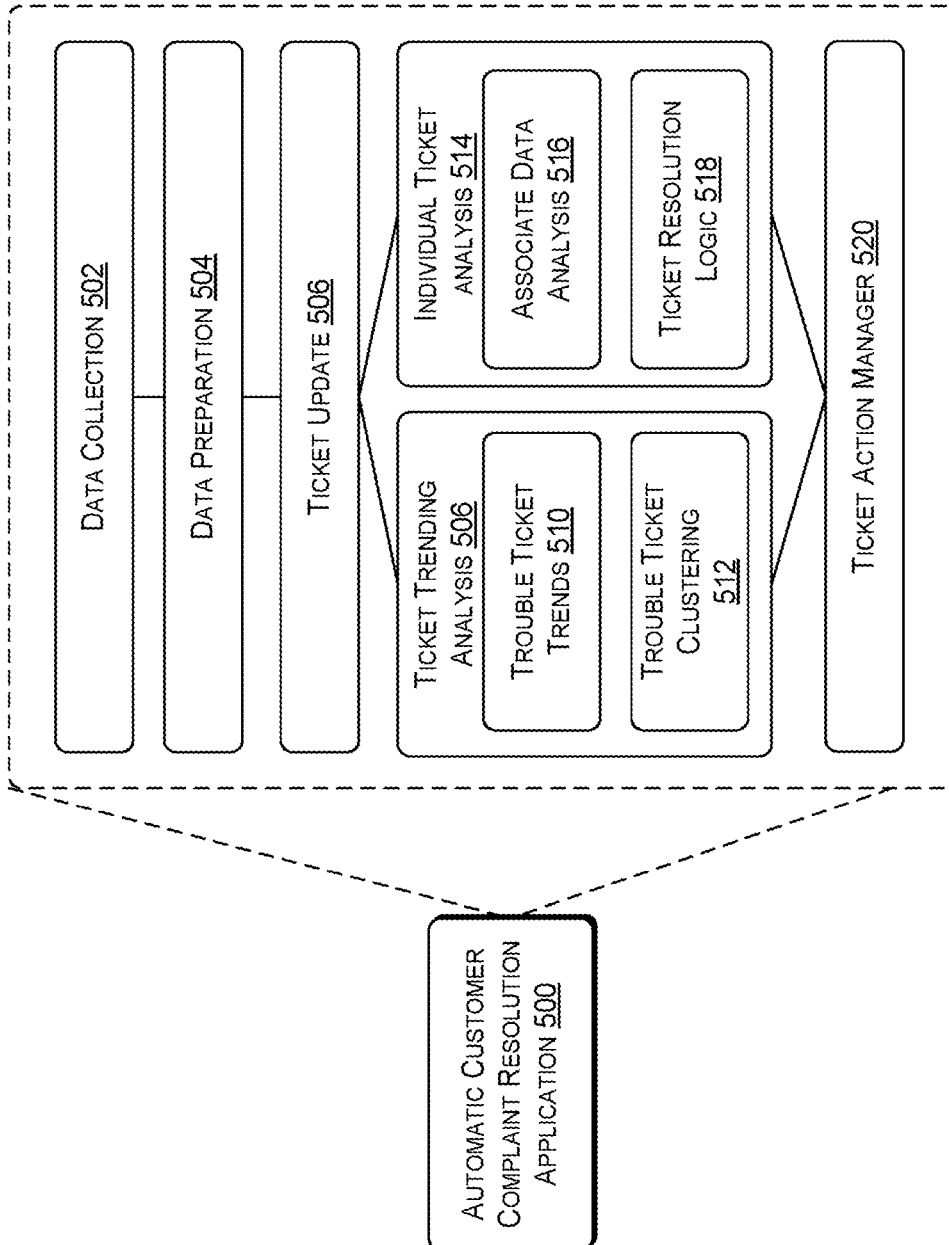 AUTOMATIC CUSTOMER
COMPLAINT RESOLUTION
APPLICATION 500
DATA COLLECTION 502
DATA PREPARATION 504
TICKET UPDATE 506
TICKET TRENDING
ANALYSIS 506
TROUBLE TICKET
TRENDS 510
TROUBLE TICKET
CLUSTERING
512
INDIVIDUAL TICKET
ANALYSIS 514
ASSOCIATE DATA
ANALYSIS 516
TICKET RESOLUTION
LOGIC 518
TICKET ACTION MANAGER 520